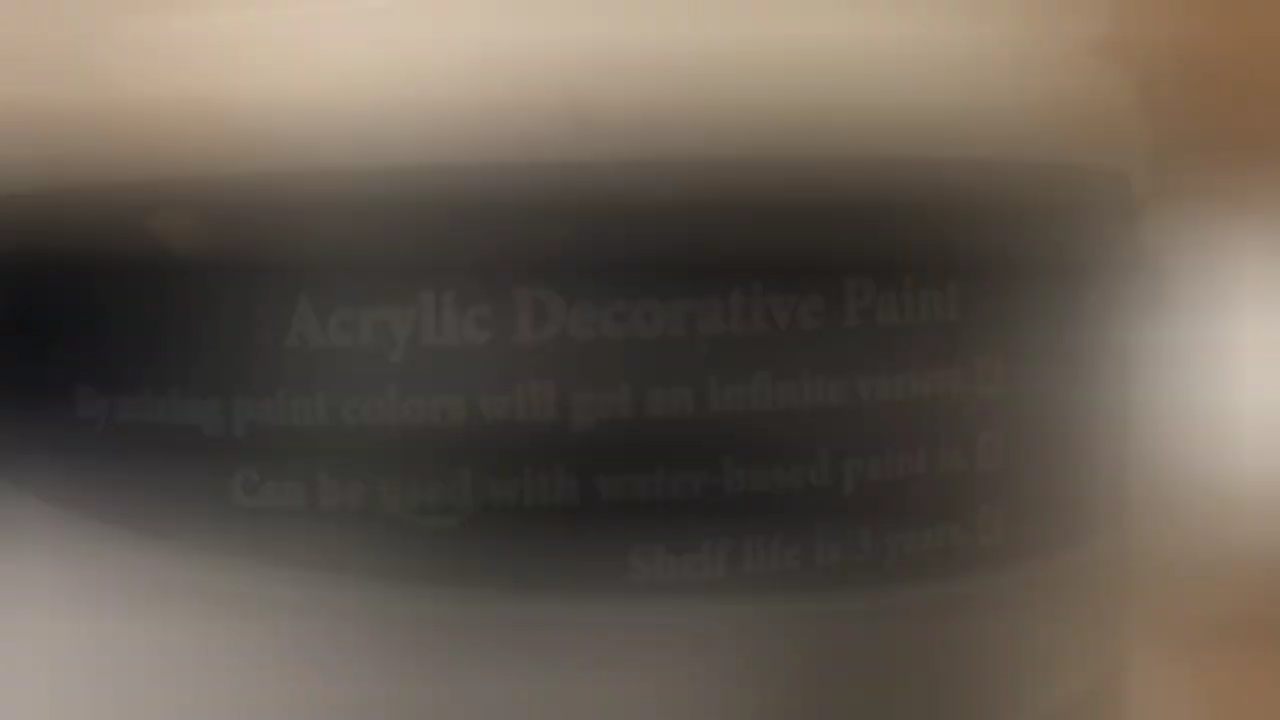 Acrylic Decorative Paint
By mixing paint colors will get an infinite variety
Can be used with water-based paint is
Shelf life is 3 years